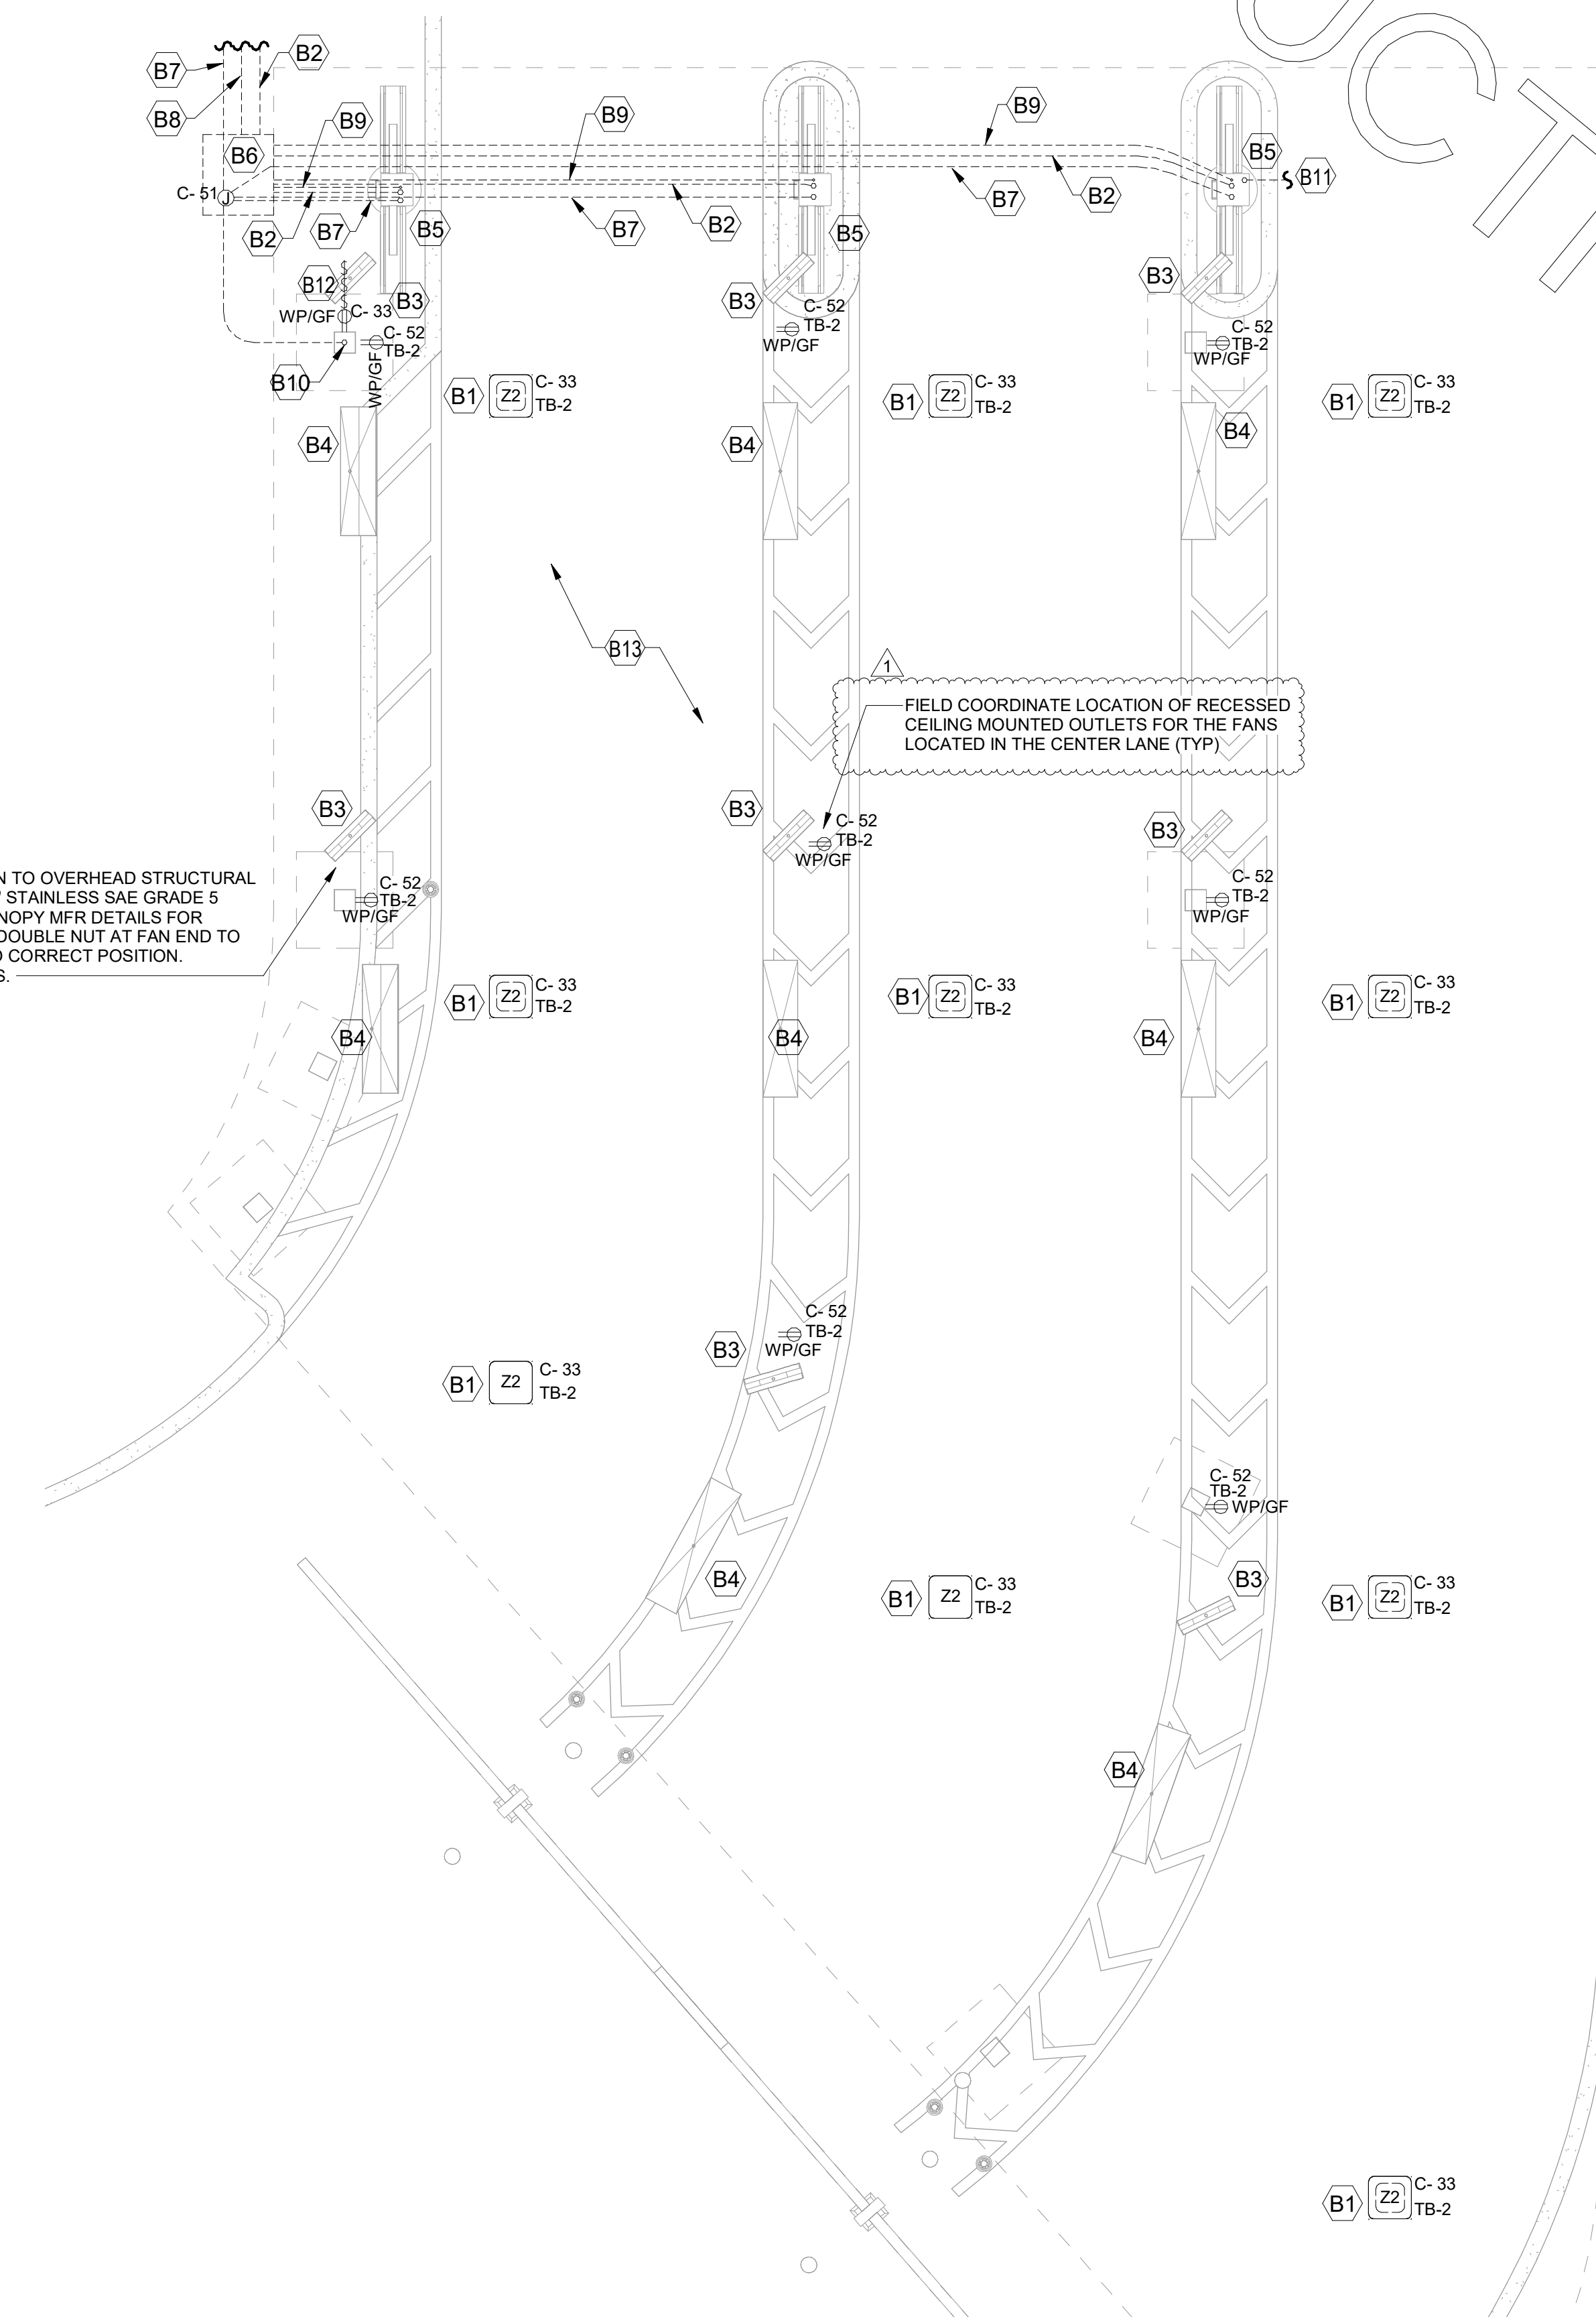 UCT
B7
B2
B8
B9
B9
B9
B6
B5
B11
C- 51
J
B2
B7
B5
B7
B2
B5
B7
B2
B12
B3
B3
B3
WP/GF
C- 33
C- 52
TB-2
WP/GF
B10
C- 52
TB-2
WP/GF
C- 52
TB-2
WP/GF
B1
Z2
C- 33
TB-2
B1
Z2
C- 33
TB-2
B1
Z2
C- 33
TB-2
B4
B4
B4
B13
1
FIELD COORDINATE LOCATION OF RECESSED
CEILING MOUNTED OUTLETS FOR THE FANS
LOCATED IN THE CENTER LANE (TYP)
B3
B3
B3
C- 52
TB-2
WP/GF
N TO OVERHEAD STRUCTURAL
" STAINLESS SAE GRADE 5
NOPY MFR DETAILS FOR
DOUBLE NUT AT FAN END TO
CORRECT POSITION.
S.
C- 52
TB-2
WP/GF
C- 52
TB-2
WP/GF
B1
Z2
C- 33
TB-2
B1
Z2
C- 33
TB-2
B1
Z2
C- 33
TB-2
B4
B4
B4
C- 52
TB-2
WP/GF
B3
B1
Z2
C- 33
TB-2
C- 52
TB-2
WP/GF
B4
B1
Z2
C- 33
TB-2
B3
B1
Z2
C- 33
TB-2
B4
B1
Z2
C- 33
TB-2